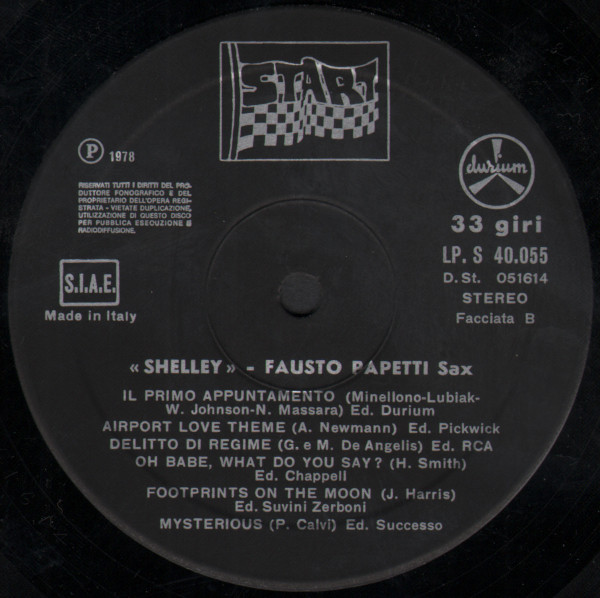 START
P 1978
RISERVATI TUTTI I DIRITTI DEL PRO-
DUTTORE FONOGRAFICO E DEL
PROPRIETARIO DELL'OPERA REGI-
STRATA - VIETATE DUPLICAZIONE,
UTILIZZAZIONE DI QUESTO DISCO
PER PUBBLICA ESECUZIONE E
RADIODIFFUSIONE.
durium
33 giri
LP. S 40.055
D. St. 051614
STEREO
Facciata B
S.I.A.E.
Made in Italy
« SHELLEY » - FAUSTO PAPETTI Sax
IL PRIMO APPUNTAMENTO (Minellono-Lubiak-
W. Johnson-N. Massara) Ed. Durium
AIRPORT LOVE THEME (A. Newmann) Ed. Pickwick
DELITTO DI REGIME (G. e M. De Angelis) Ed. RCA
OH BABE, WHAT DO YOU SAY? (H. Smith)
Ed. Chappell
FOOTPRINTS ON THE MOON (J. Harris)
Ed. Suvini Zerboni
MYSTERIOUS (P. Calvi) Ed. Successo